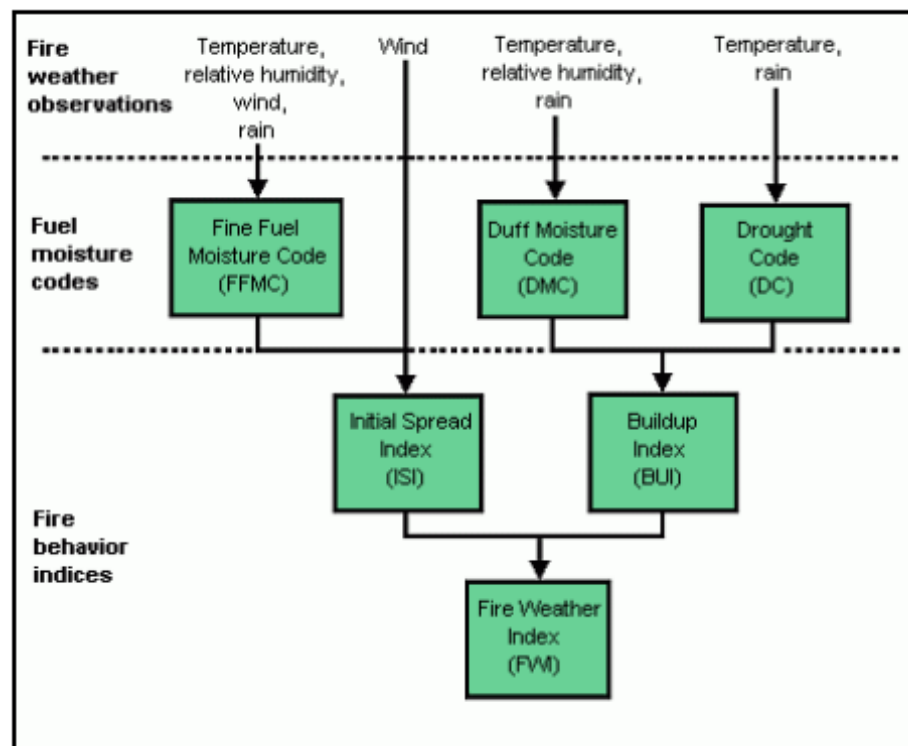 Fire
weather
observations
Temperature,
relative humidity,
wind,
rain
Wind
Temperature,
relative humidity,
rain
Temperature,
rain
Fuel
moisture
codes
Fine Fuel
Moisture Code
(FFMC)
Duff Moisture
Code
(DMC)
Drought
Code
(DC)
Fire
behavior
indices
Initial Spread
Index
(ISI)
Buildup
Index
(BUI)
Fire Weather
Index
(FWI)